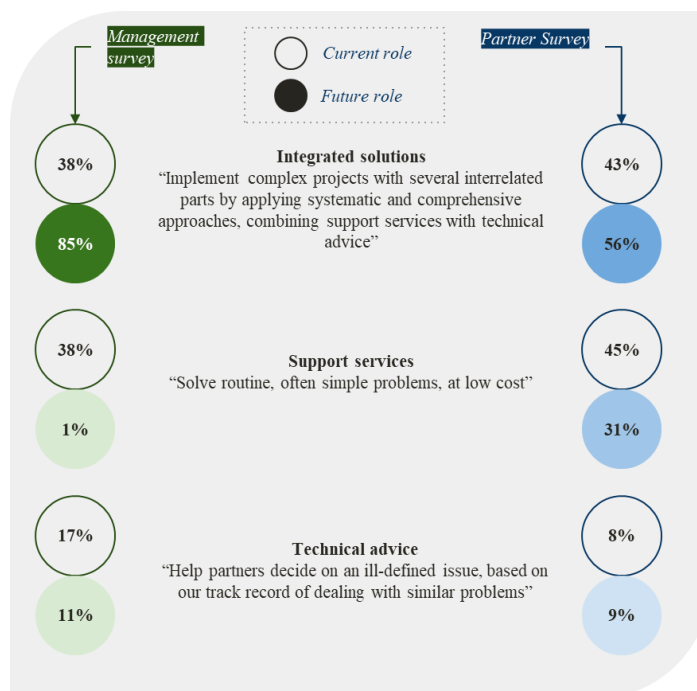 Management
survey
Current role
Future role
Partner Survey
38%
85%
Integrated solutions
“Implement complex projects with several interrelated
parts by applying systematic and comprehensive
approaches, combining support services with technical
advice”
43%
56%
38%
1%
Support services
“Solve routine, often simple problems, at low cost”
45%
31%
17%
11%
Technical advice
“Help partners decide on an ill-defined issue, based on
our track record of dealing with similar problems”
8%
9%